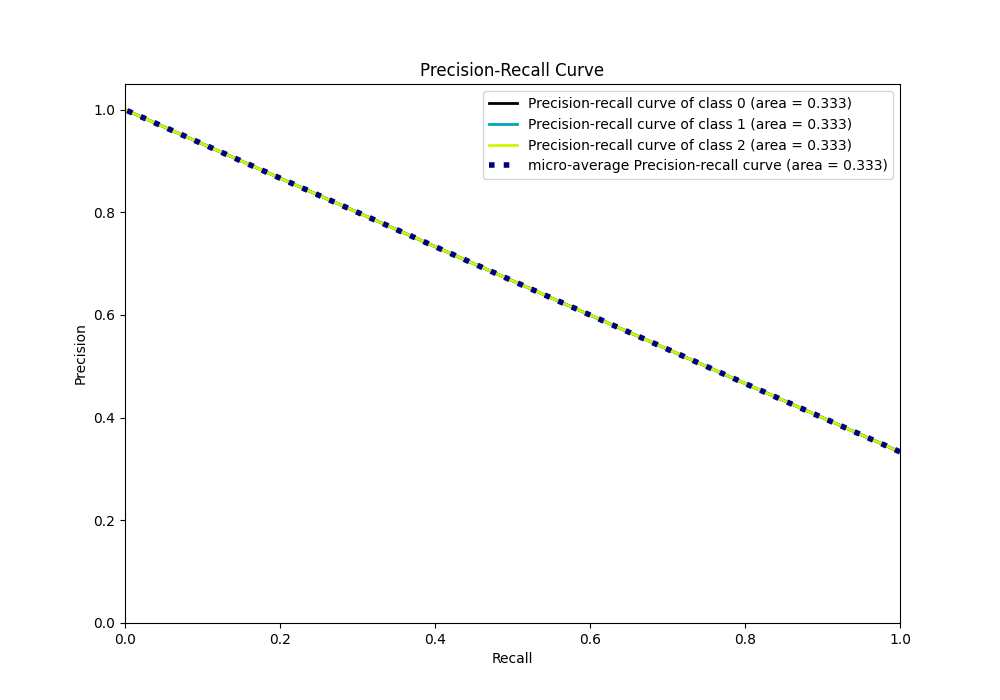 Precision-Recall Curve
Precision-recall curve of class 0 (area = 0.333)
Precision-recall curve of class 1 (area = 0.333)
Precision-recall curve of class 2 (area = 0.333)
micro-average Precision-recall curve (area = 0.333)
1.0
0.8
0.6
0.4
0.2
0.0
Precision
0.0 0.2 0.4 0.6 0.8 1.0
Recall